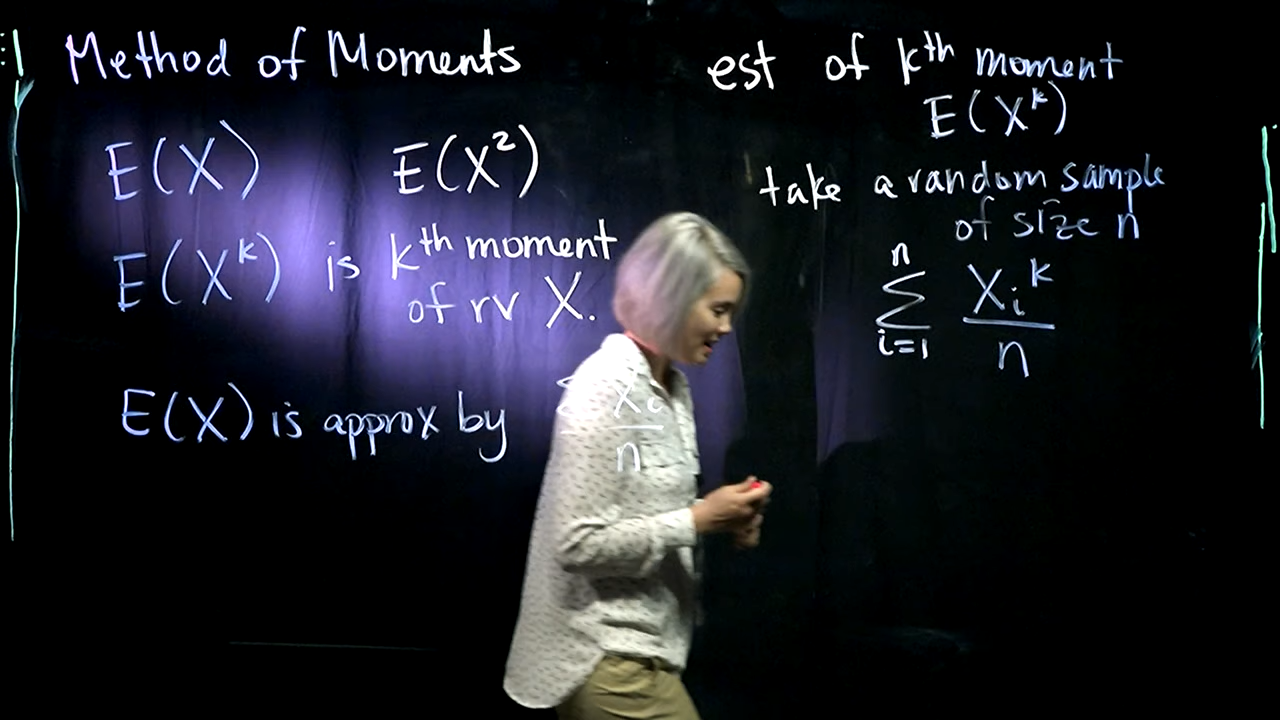 Method of Moments
E(X) E(X²)
E(Xᵏ) is kᵗʰ moment
of rv X.
E(X) is approx by Σ Xi
n
est of kᵗʰ moment
E(Xᵏ)
take a random sample
of size n
n
Σ Xiᵏ
i=1 n